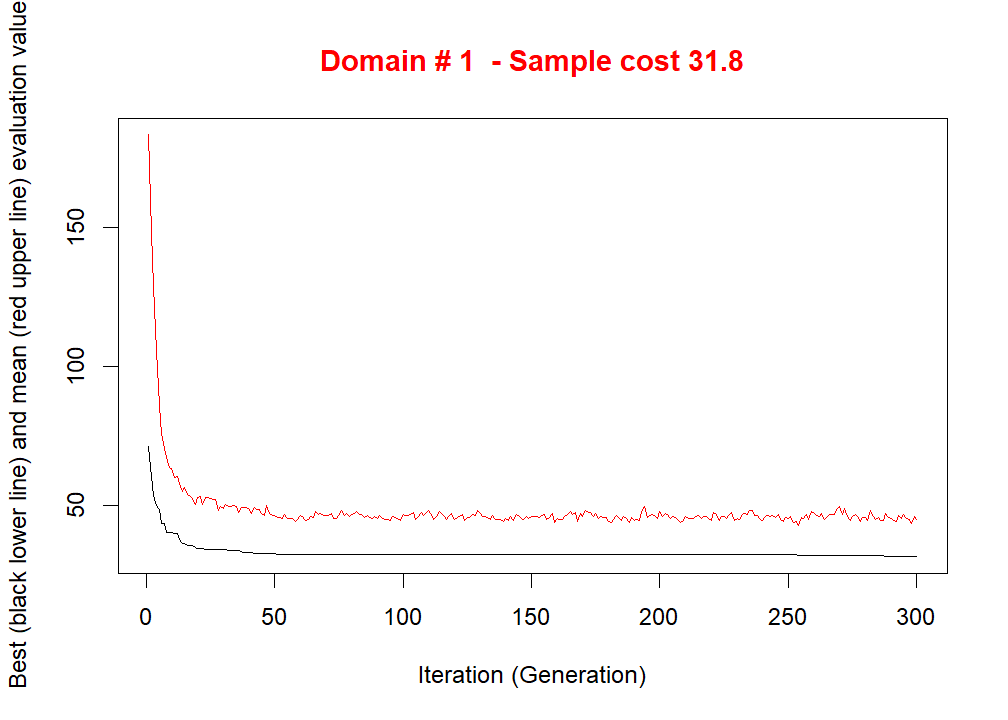 Domain # 1  - Sample cost 31.8
Best (black lower line) and mean (red upper line) evaluation value
150
100
50
0 50 100 150 200 250 300
Iteration (Generation)